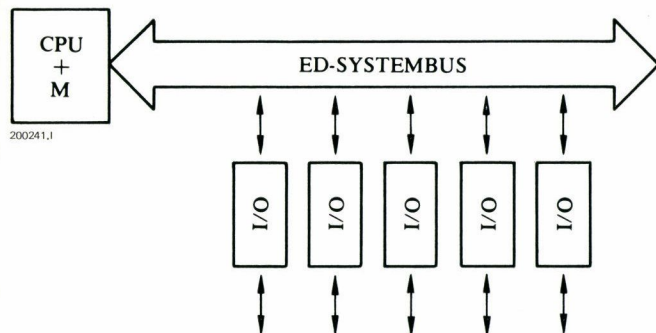 CPU
+
M
ED-SYSTEMBUS
200241,I
I/O
I/O
I/O
I/O
I/O